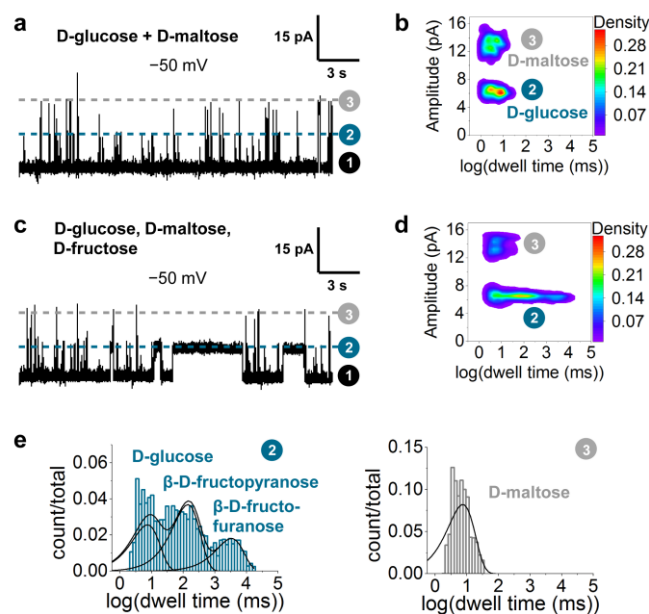 a
D-glucose + D-maltose
−50 mV
15 pA
3 s
3
2
1
b
Amplitude (pA)
16
12
8
4
0
3
D-maltose
2
D-glucose
0 1 2 3 4 5
log(dwell time (ms))
Density
0.28
0.21
0.14
0.07
c
D-glucose, D-maltose,
D-fructose
−50 mV
15 pA
3 s
3
2
1
d
Amplitude (pA)
16
12
8
4
0
3
2
0 1 2 3 4 5
log(dwell time (ms))
Density
0.28
0.21
0.14
0.07
e
count/total
0.06
0.04
0.02
0.00
D-glucose
2
β-D-fructopyranose
β-D-fructo-
furanose
0 1 2 3 4 5
log(dwell time (ms))
count/total
0.15
0.10
0.05
0.00
3
D-maltose
0 1 2 3 4 5
log(dwell time (ms))